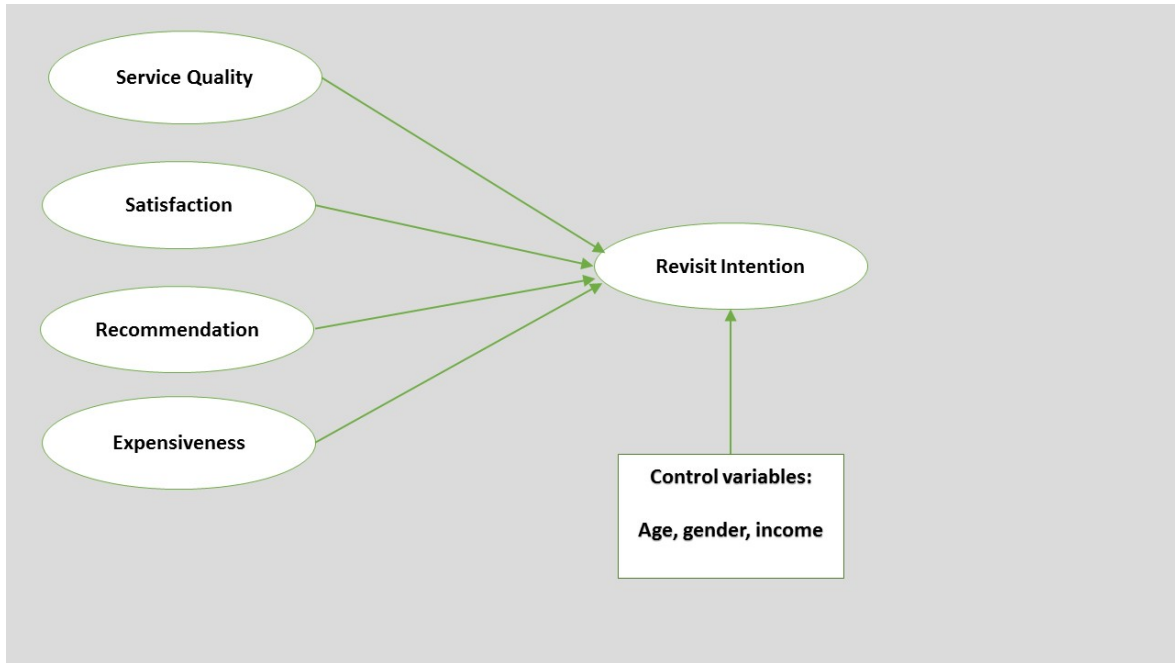 Service Quality
Satisfaction
Recommendation
Expensiveness
Revisit Intention
Control variables:
Age, gender, income